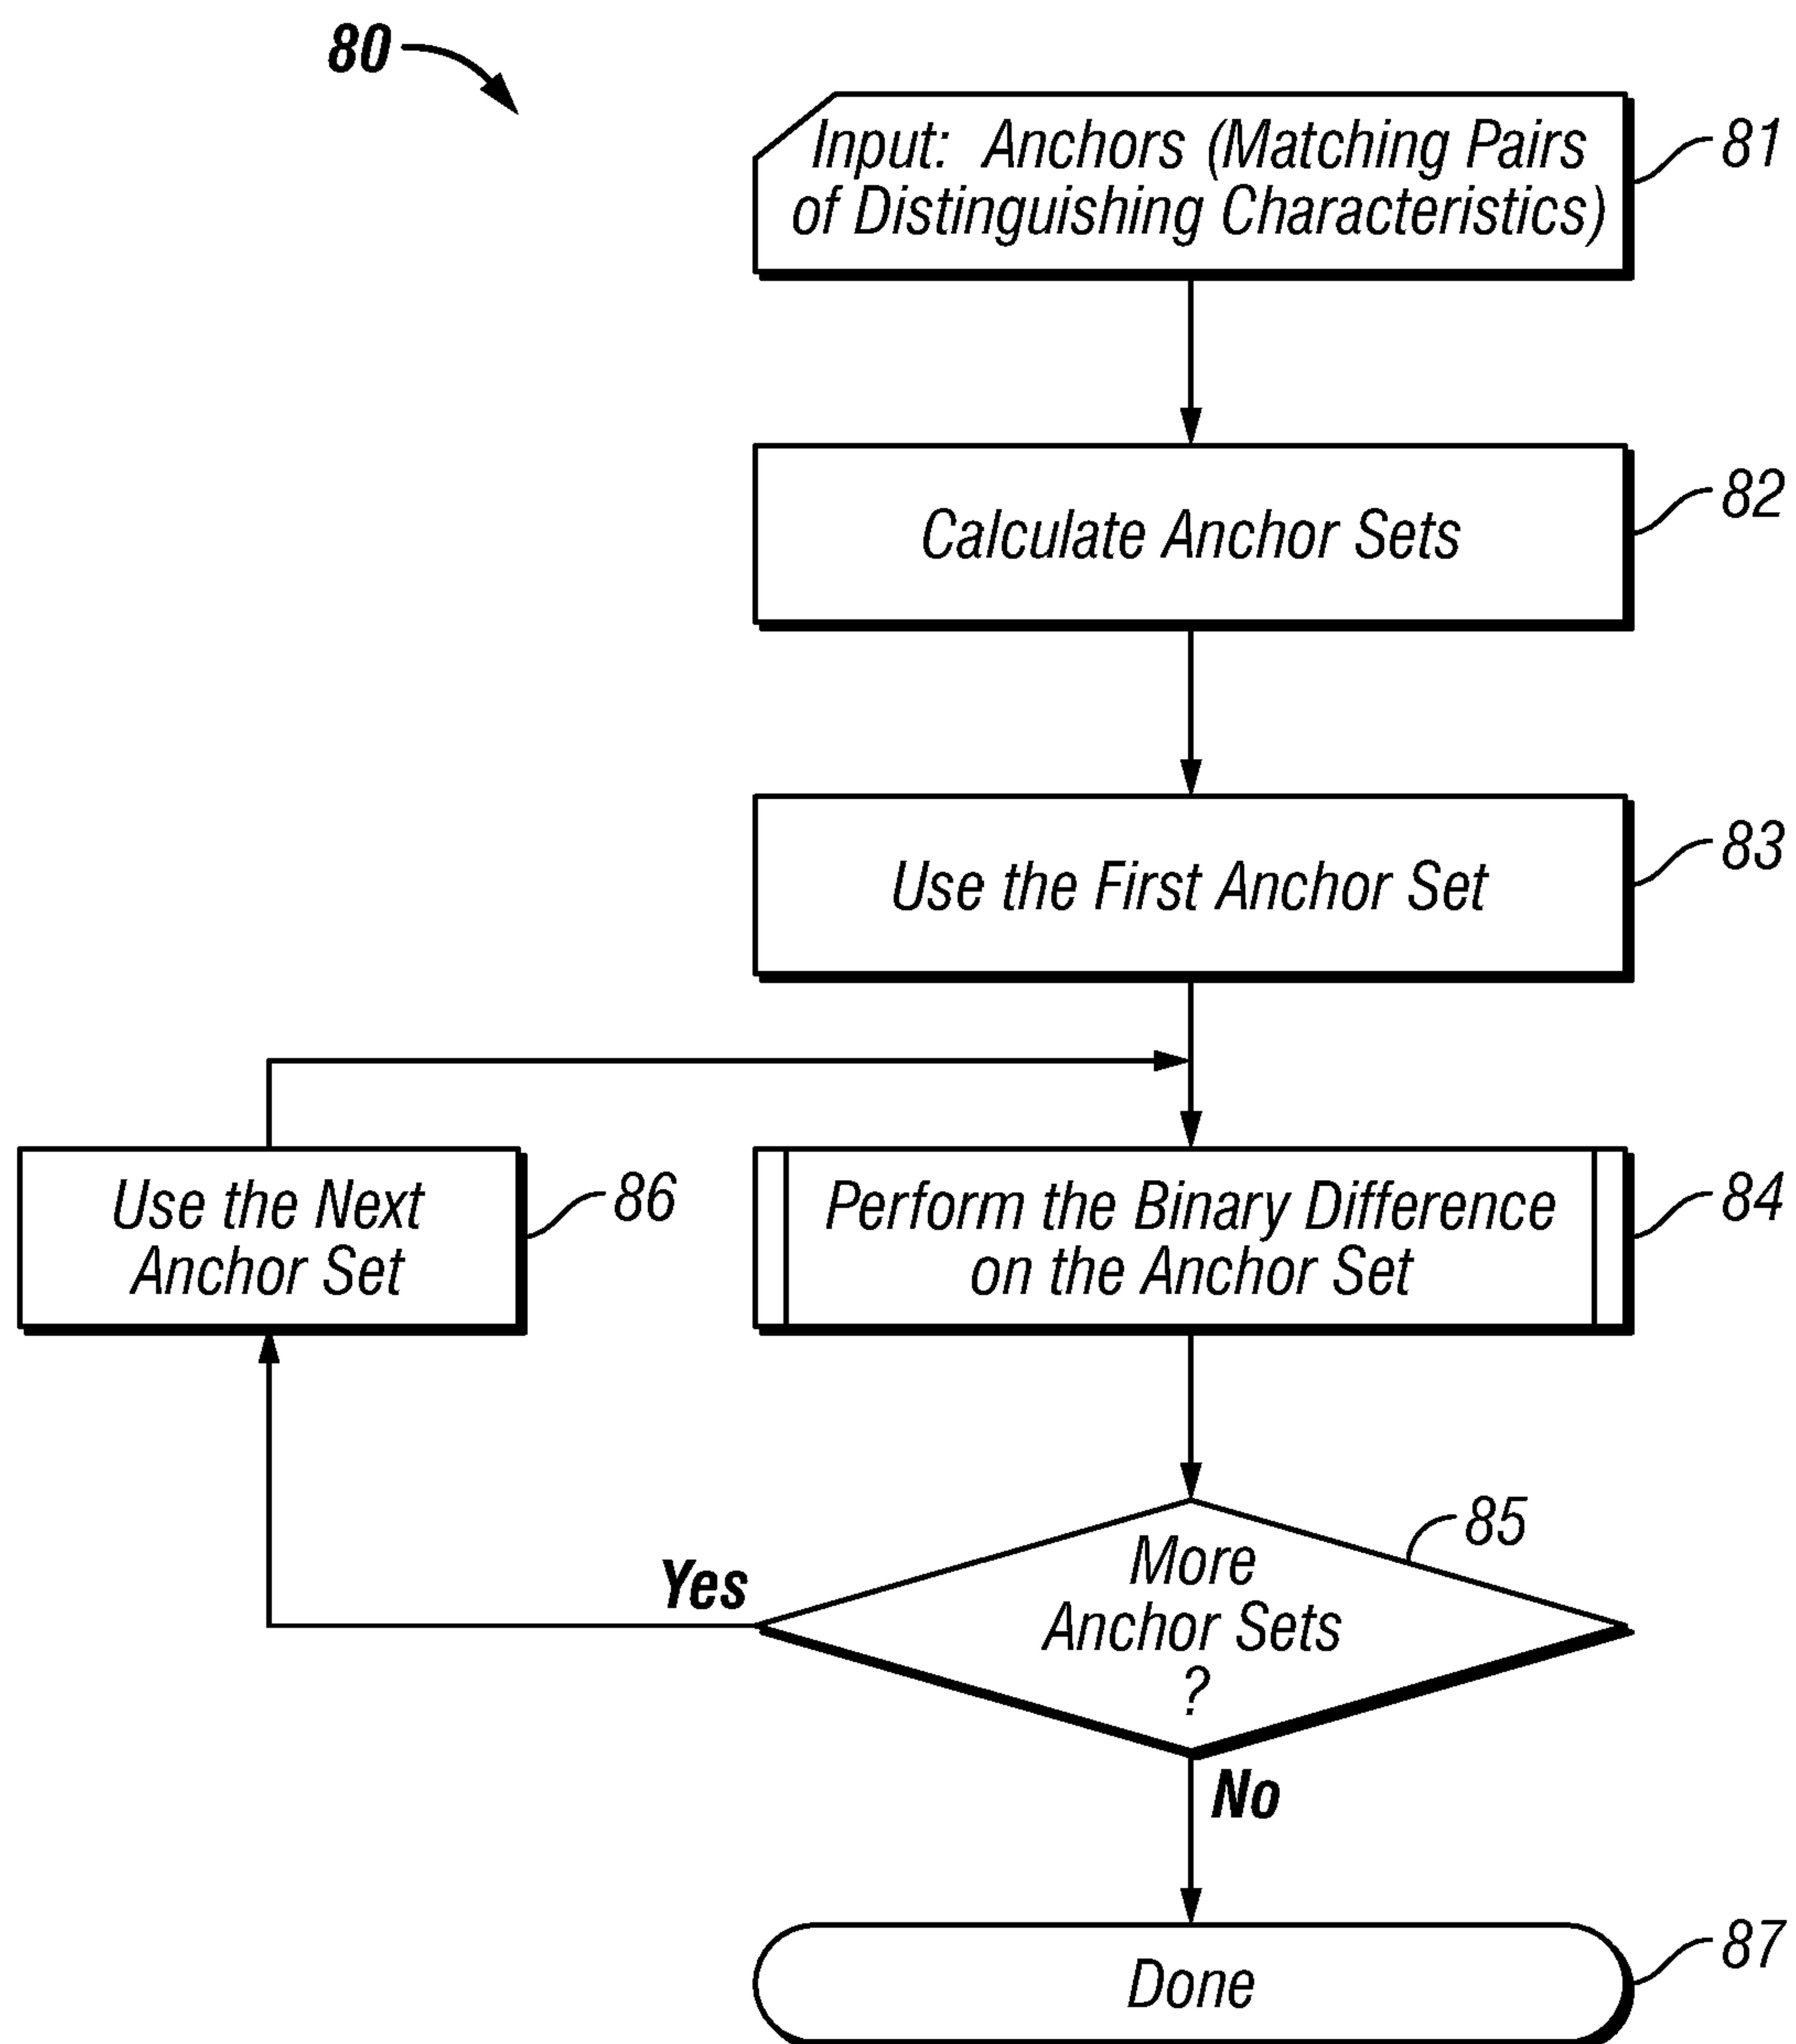 80
Input: Anchors (Matching Pairs
of Distinguishing Characteristics)
81
Calculate Anchor Sets
82
Use the First Anchor Set
83
Use the Next
Anchor Set
86
Perform the Binary Difference
on the Anchor Set
84
More
Anchor Sets
?
85
Yes
No
Done
87